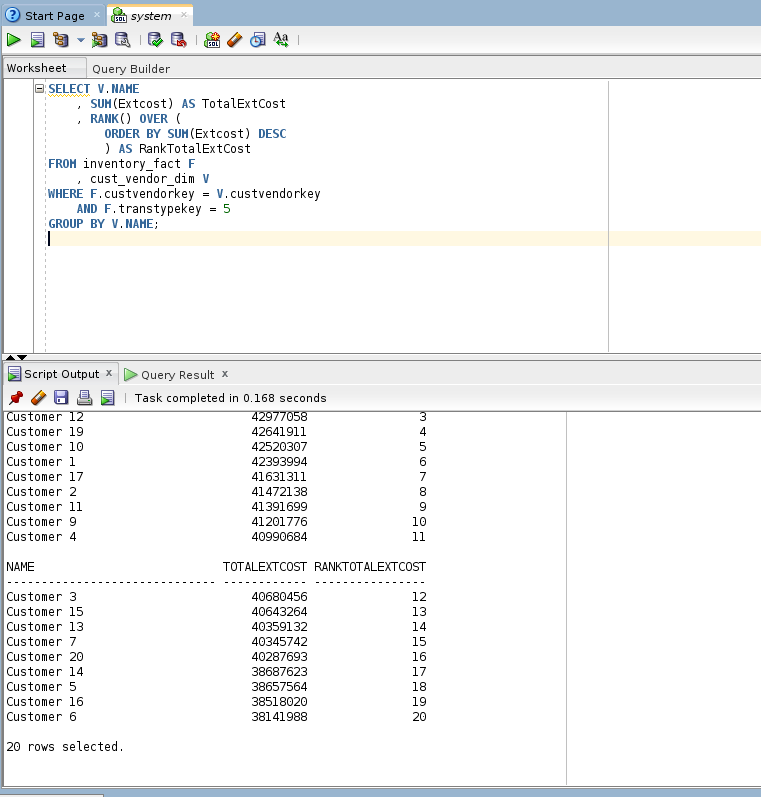 Start Page
system
Worksheet Query Builder
SELECT V.NAME
    , SUM(Extcost) AS TotalExtCost
    , RANK() OVER (
        ORDER BY SUM(Extcost) DESC
        ) AS RankTotalExtCost
FROM inventory_fact F
    , cust_vendor_dim V
WHERE F.custvendorkey = V.custvendorkey
    AND F.transtypekey = 5
GROUP BY V.NAME;
Script Output x Query Result x
Task completed in 0.168 seconds
Customer 12 42977058 3
Customer 19 42641911 4
Customer 10 42520307 5
Customer 1 42393994 6
Customer 17 41631311 7
Customer 2 41472138 8
Customer 11 41391699 9
Customer 9 41201776 10
Customer 4 40990684 11
NAME TOTALEXTCOST RANKTOTALEXTCOST
------------------------------ ------------ ----------------
Customer 3 40680456 12
Customer 15 40643264 13
Customer 13 40359132 14
Customer 7 40345742 15
Customer 20 40287693 16
Customer 14 38687623 17
Customer 5 38657564 18
Customer 16 38518020 19
Customer 6 38141988 20
20 rows selected.